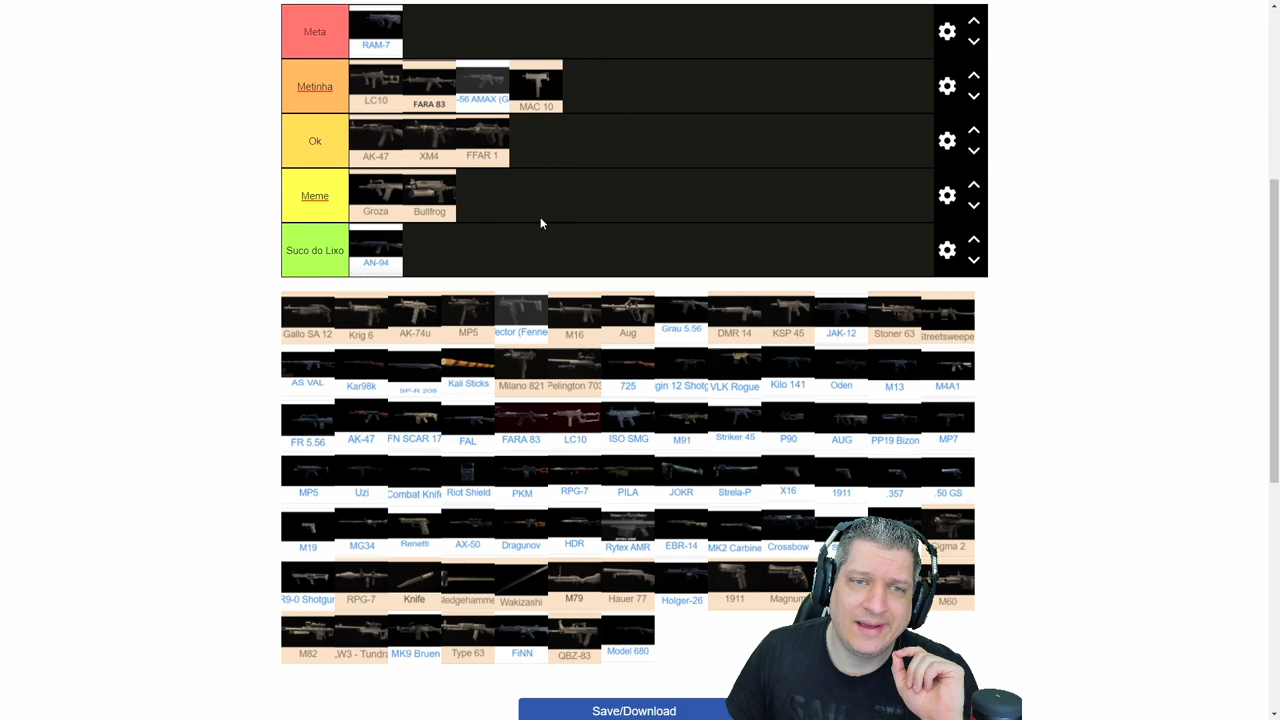 Meta
RAM-7
Metinha
LC10
FARA 83
-56 AMAX (G
MAC 10
Ok
AK-47
XM4
FFAR 1
Meme
Groza
Bullfrog
Suco do Lixo
AN-94
Gallo SA 12
Krig 6
AK-74u
MP5
ector (Fenne
M16
Aug
Grau 5.56
DMR 14
KSP 45
JAK-12
Stoner 63
Streetsweepe
AS VAL
Kar98k
SP-R 208
Kali Sticks
Milano 821
Pelington 703
725
gin 12 Shotg
VLK Rogue
Kilo 141
Oden
M13
M4A1
FR 5.56
AK-47
FN SCAR 17
FAL
FARA 83
LC10
ISO SMG
M91
Striker 45
P90
AUG
PP19 Bizon
MP7
MP5
Uzi
Combat Knife
Riot Shield
PKM
RPG-7
PILA
JOKR
Strela-P
X16
1911
.357
.50 GS
M19
MG34
Renetti
AX-50
Dragunov
HDR
Rytex AMR
EBR-14
MK2 Carbine
Crossbow
igma 2
R9-0 Shotgur
RPG-7
Knife
sledgehamme
Wakizashi
M79
Hauer 77
Holger-26
1911
Magnum
M60
M82
LW3 - Tundra
MK9 Bruen
Type 63
FiNN
QBZ-83
Model 680
Save/Download